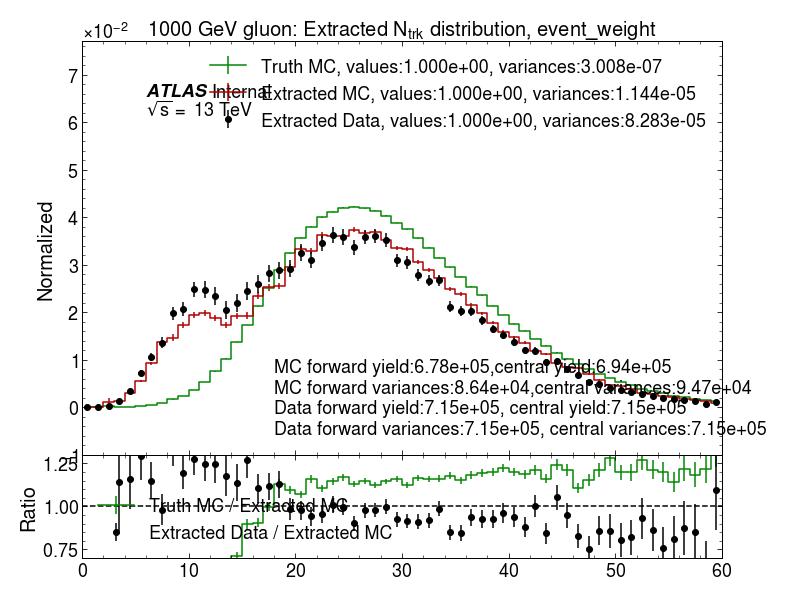 ×10⁻² 1000 GeV gluon: Extracted Nₜᵣₖ distribution, event_weight
Truth MC, values:1.000e+00, variances:3.008e-07
ATLAS Internal
Extracted MC, values:1.000e+00, variances:1.144e-05
√s = 13 TeV
Extracted Data, values:1.000e+00, variances:8.283e-05
Normalized
7
6
5
4
3
2
1
0
MC forward yield:6.78e+05,central yield:6.94e+05
MC forward variances:8.64e+04,central variances:9.47e+04
Data forward yield:7.15e+05, central yield:7.15e+05
Data forward variances:7.15e+05, central variances:7.15e+05
Ratio
1.25
1.00
0.75
Truth MC / Extracted MC
Extracted Data / Extracted MC
0 10 20 30 40 50 60